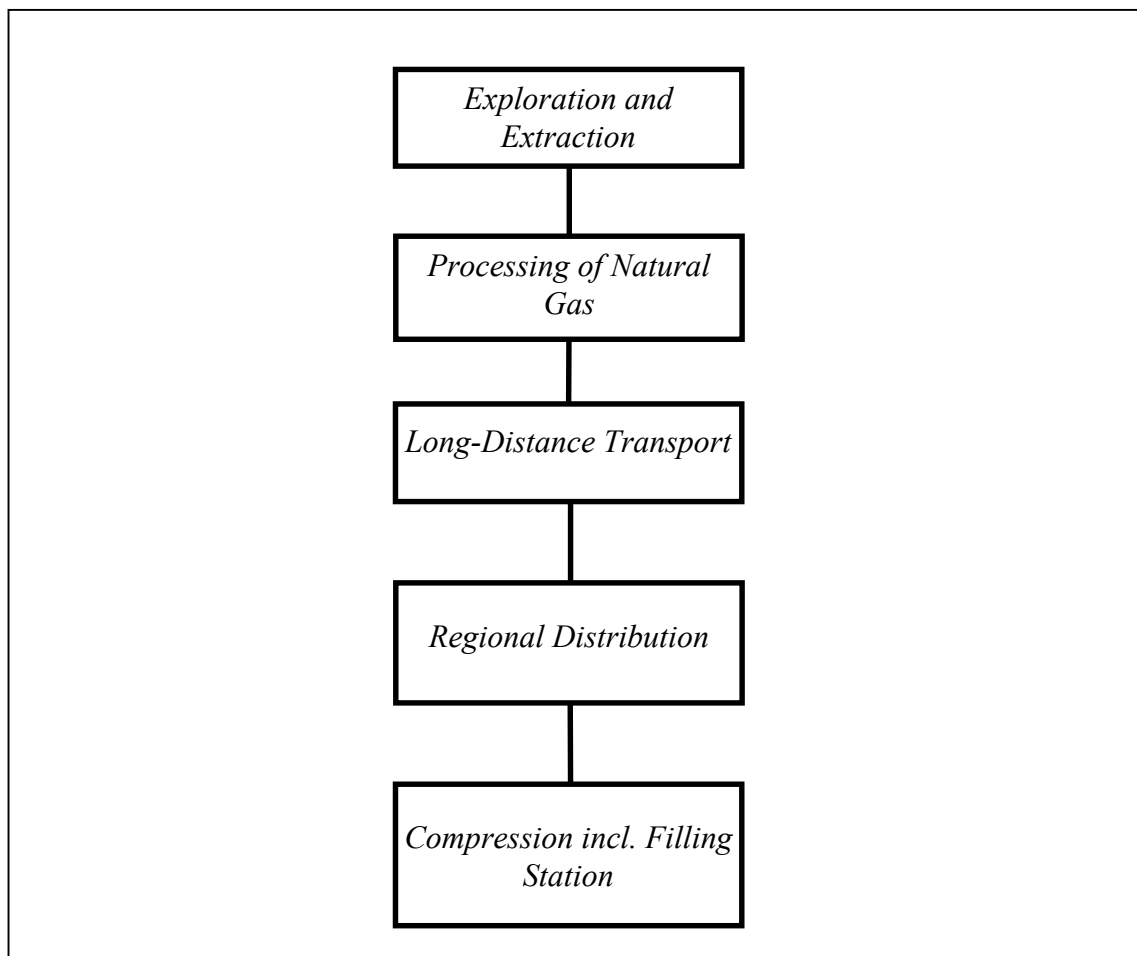 Exploration and
Extraction
Processing of Natural
Gas
Long-Distance Transport
Regional Distribution
Compression incl. Filling
Station